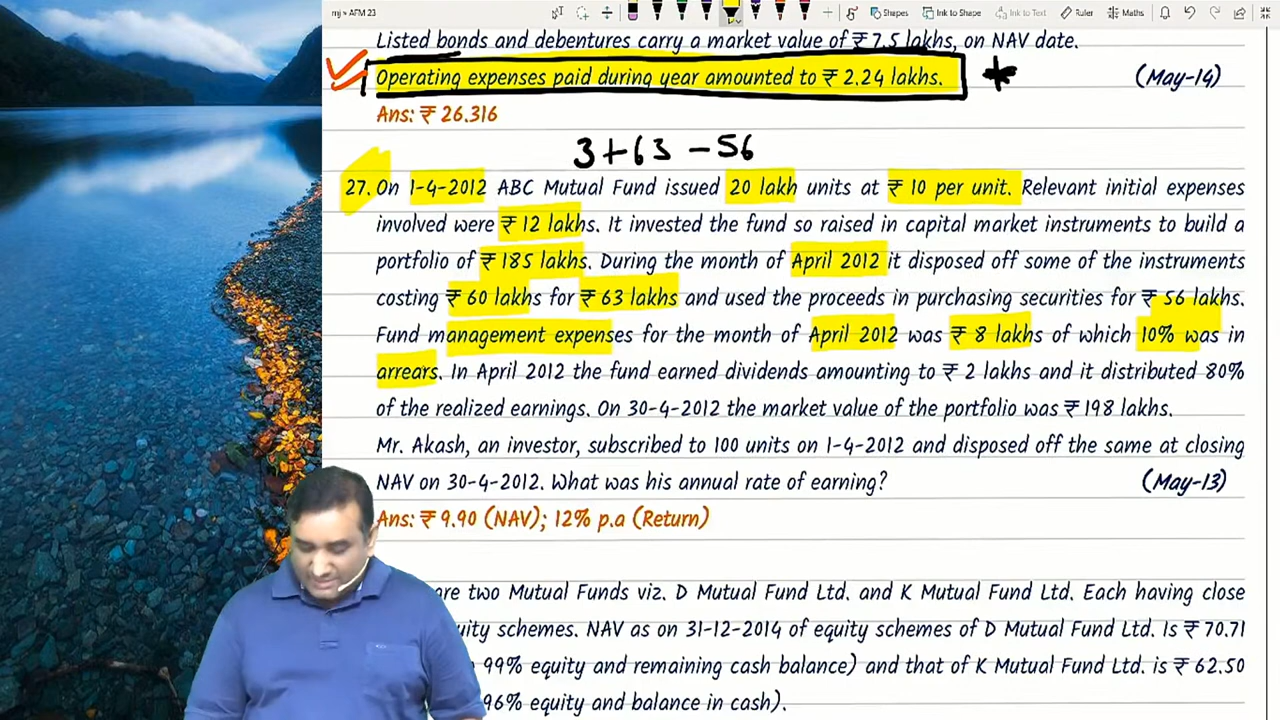 mj » AFM 23
Shapes Ink to Shape Ink to Text Ruler Maths
Listed bonds and debentures carry a market value of ₹ 7.5 lakhs, on NAV date.
Operating expenses paid during year amounted to ₹ 2.24 lakhs. (May-14)
Ans: ₹ 26.316
3+63 -56
27. On 1-4-2012 ABC Mutual Fund issued 20 lakh units at ₹ 10 per unit. Relevant initial expenses
involved were ₹ 12 lakhs. It invested the fund so raised in capital market instruments to build a
portfolio of ₹ 185 lakhs. During the month of April 2012 it disposed off some of the instruments
costing ₹ 60 lakhs for ₹ 63 lakhs and used the proceeds in purchasing securities for ₹ 56 lakhs.
Fund management expenses for the month of April 2012 was ₹ 8 lakhs of which 10% was in
arrears. In April 2012 the fund earned dividends amounting to ₹ 2 lakhs and it distributed 80%
of the realized earnings. On 30-4-2012 the market value of the portfolio was ₹ 198 lakhs.
Mr. Akash, an investor, subscribed to 100 units on 1-4-2012 and disposed off the same at closing
NAV on 30-4-2012. What was his annual rate of earning? (May-13)
Ans: ₹ 9.90 (NAV); 12% p.a (Return)
are two Mutual Funds viz. D Mutual Fund Ltd. and K Mutual Fund Ltd. Each having close
schemes. NAV as on 31-12-2014 of equity schemes of D Mutual Fund Ltd. Is ₹ 70.71
99% equity and remaining cash balance) and that of K Mutual Fund Ltd. is ₹ 62.50
96% equity and balance in cash).